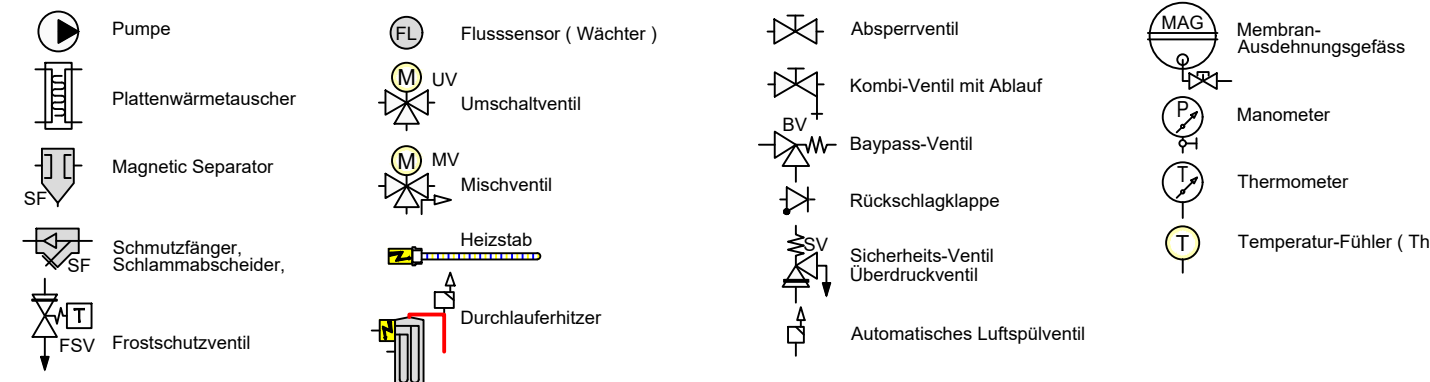 Pumpe
Plattenwärmetauscher
Magnetic Separator
SF
Schmutzfänger,
Schlammabscheider,
SF
T
FSV
Frostschutzventil
FL
Flusssensor ( Wächter )
M
UV
Umschaltventil
M
MV
Mischventil
Heizstab
Durchlauferhitzer
Absperrventil
Kombi-Ventil mit Ablauf
BV
Baypass-Ventil
Rückschlagklappe
SV
Sicherheits-Ventil
Überdruckventil
Automatisches Luftspülventil
MAG
Membran-
Ausdehnungsgefäss
P
Manometer
T
Thermometer
T
Temperatur-Fühler ( Th